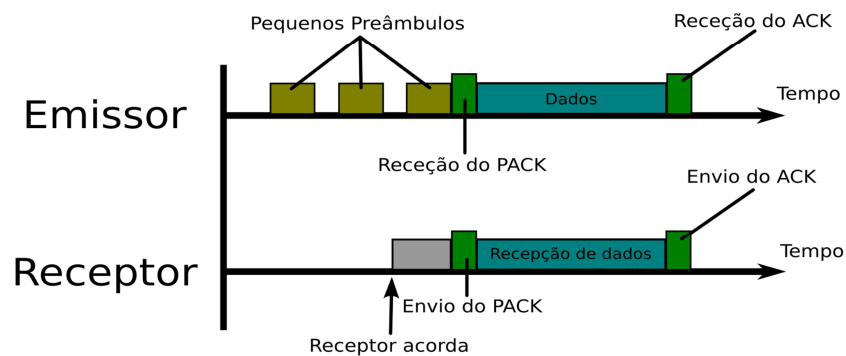 Pequenos Preâmbulos
Receção do ACK
Emissor
Dados
Tempo
Receção do PACK
Envio do ACK
Receptor
Recepção de dados
Tempo
Envio do PACK
Receptor acorda